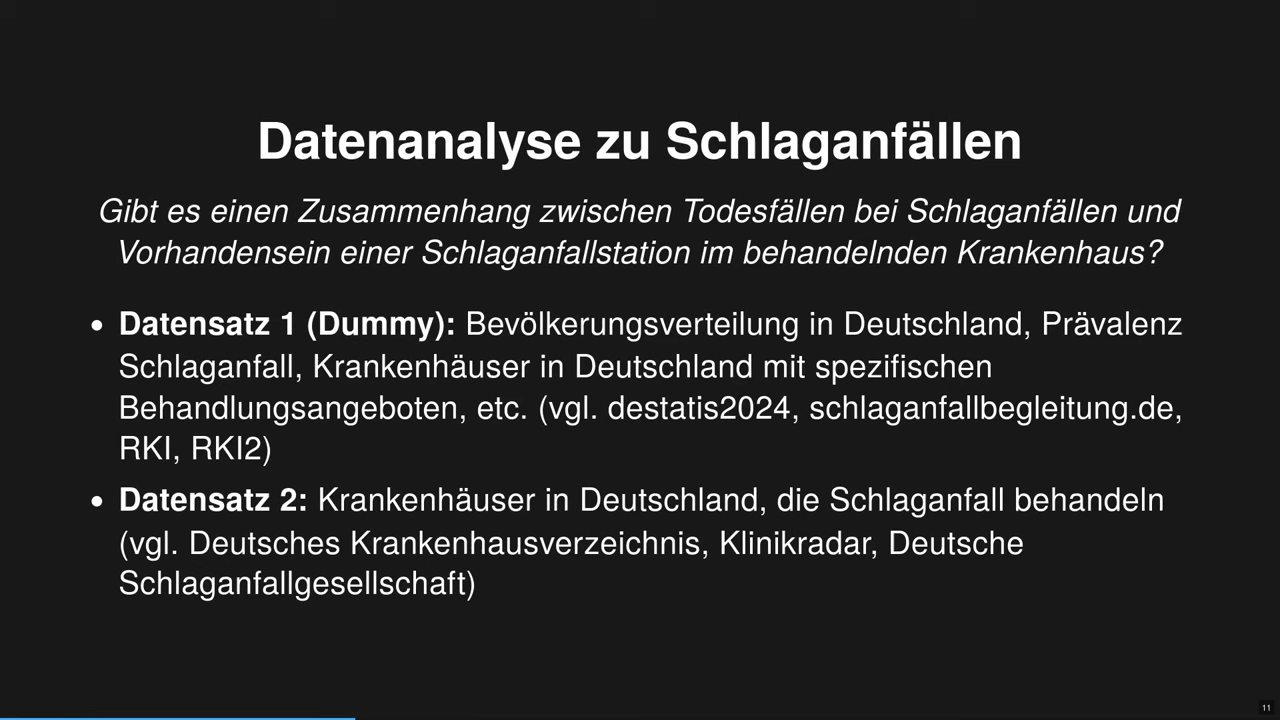 Datenanalyse zu Schlaganfällen
Gibt es einen Zusammenhang zwischen Todesfällen bei Schlaganfällen und
Vorhandensein einer Schlaganfallstation im behandelnden Krankenhaus?
• Datensatz 1 (Dummy): Bevölkerungsverteilung in Deutschland, Prävalenz
Schlaganfall, Krankenhäuser in Deutschland mit spezifischen
Behandlungsangeboten, etc. (vgl. destatis2024, schlaganfallbegleitung.de,
RKI, RKI2)
• Datensatz 2: Krankenhäuser in Deutschland, die Schlaganfall behandeln
(vgl. Deutsches Krankenhausverzeichnis, Klinikradar, Deutsche
Schlaganfallgesellschaft)
11